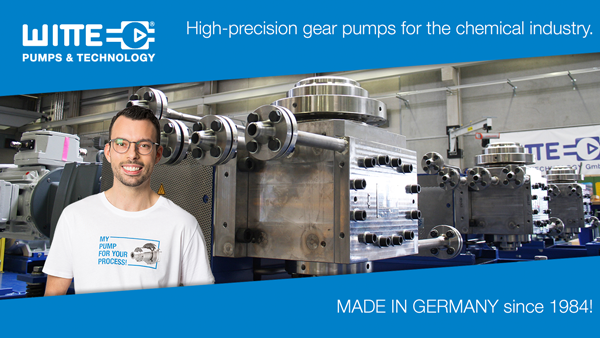 WITTE
PUMPS & TECHNOLOGY
High-precision gear pumps for the chemical industry.
MY
PUMP
FOR YOUR
PROCESS!
MADE IN GERMANY since 1984!